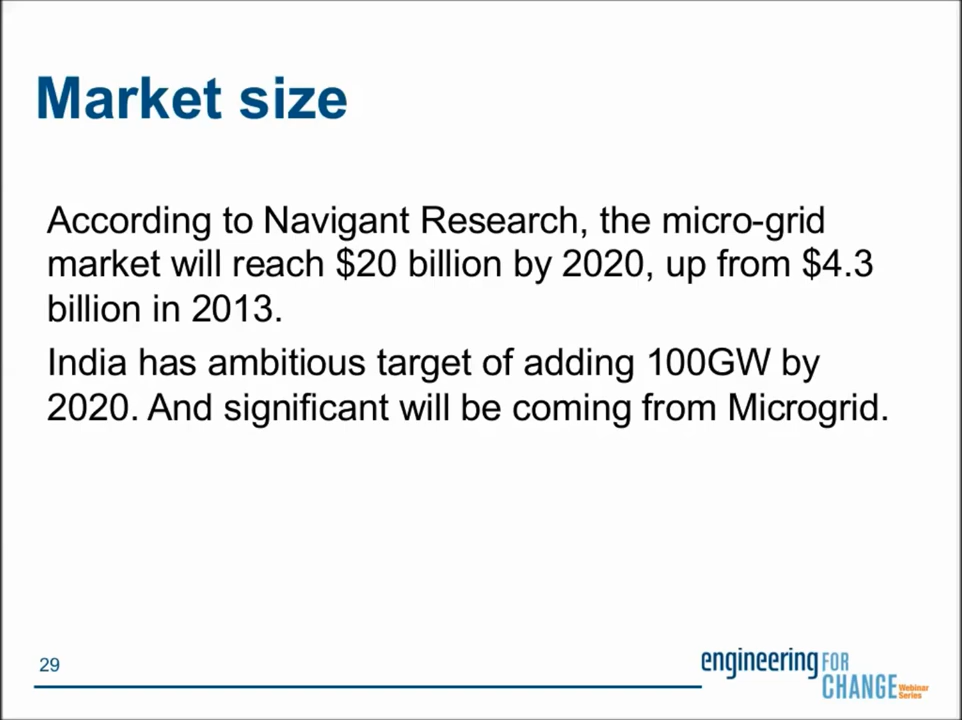 Market size
According to Navigant Research, the micro-grid
market will reach $20 billion by 2020, up from $4.3
billion in 2013.
India has ambitious target of adding 100GW by
2020. And significant will be coming from Microgrid.
29
engineering FOR
CHANGE Webinar
Series